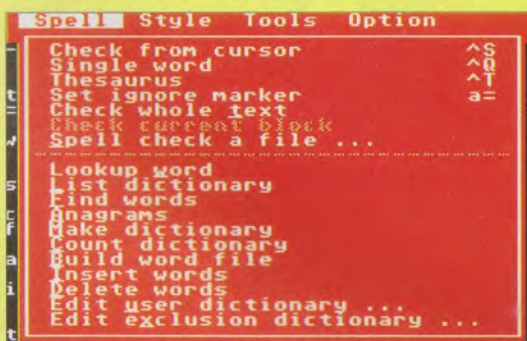 Spell Style Tools Option
Check from cursor ^S
Single word ^Q
Thesaurus ^T
Set ignore marker a=
Check whole text
Check current block
Spell check a file ...
Lookup word
List dictionary
Find words
Anagrams
Make dictionary
Count dictionary
Build word file
Insert words
Delete words
Edit user dictionary ...
Edit exclusion dictionary ...